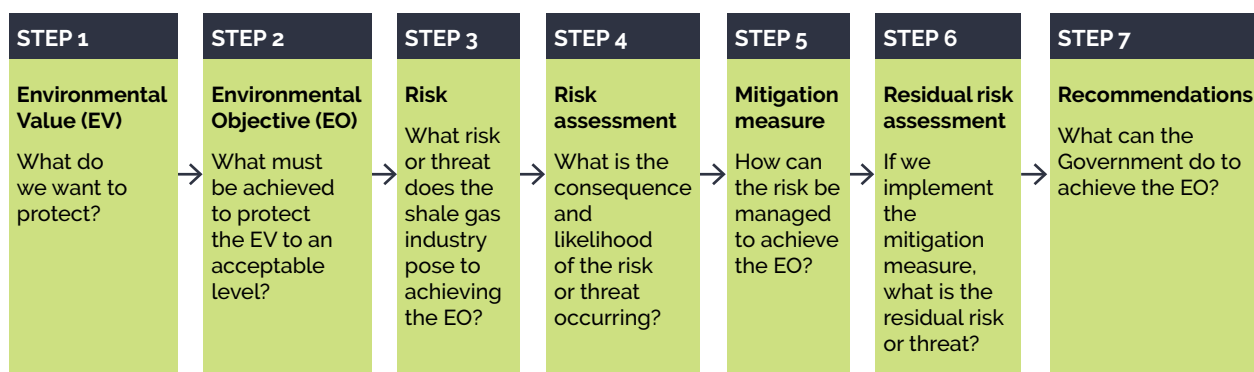 STEP 1
Environmental
Value (EV)
What do
we want to
protect?
STEP 2
Environmental
Objective (EO)
What must
be achieved
to protect
the EV to an
acceptable
level?
STEP 3
Risk
What risk
or threat
does the
shale gas
industry
pose to
achieving
the EO?
STEP 4
Risk
assessment
What is the
consequence
and
likelihood
of the risk
or threat
occurring?
STEP 5
Mitigation
measure
How can
the risk be
managed
to achieve
the EO?
STEP 6
Residual risk
assessment
If we
implement
the
mitigation
measure,
what is the
residual risk
or threat?
STEP 7
Recommendations
What can the
Government do to
achieve the EO?